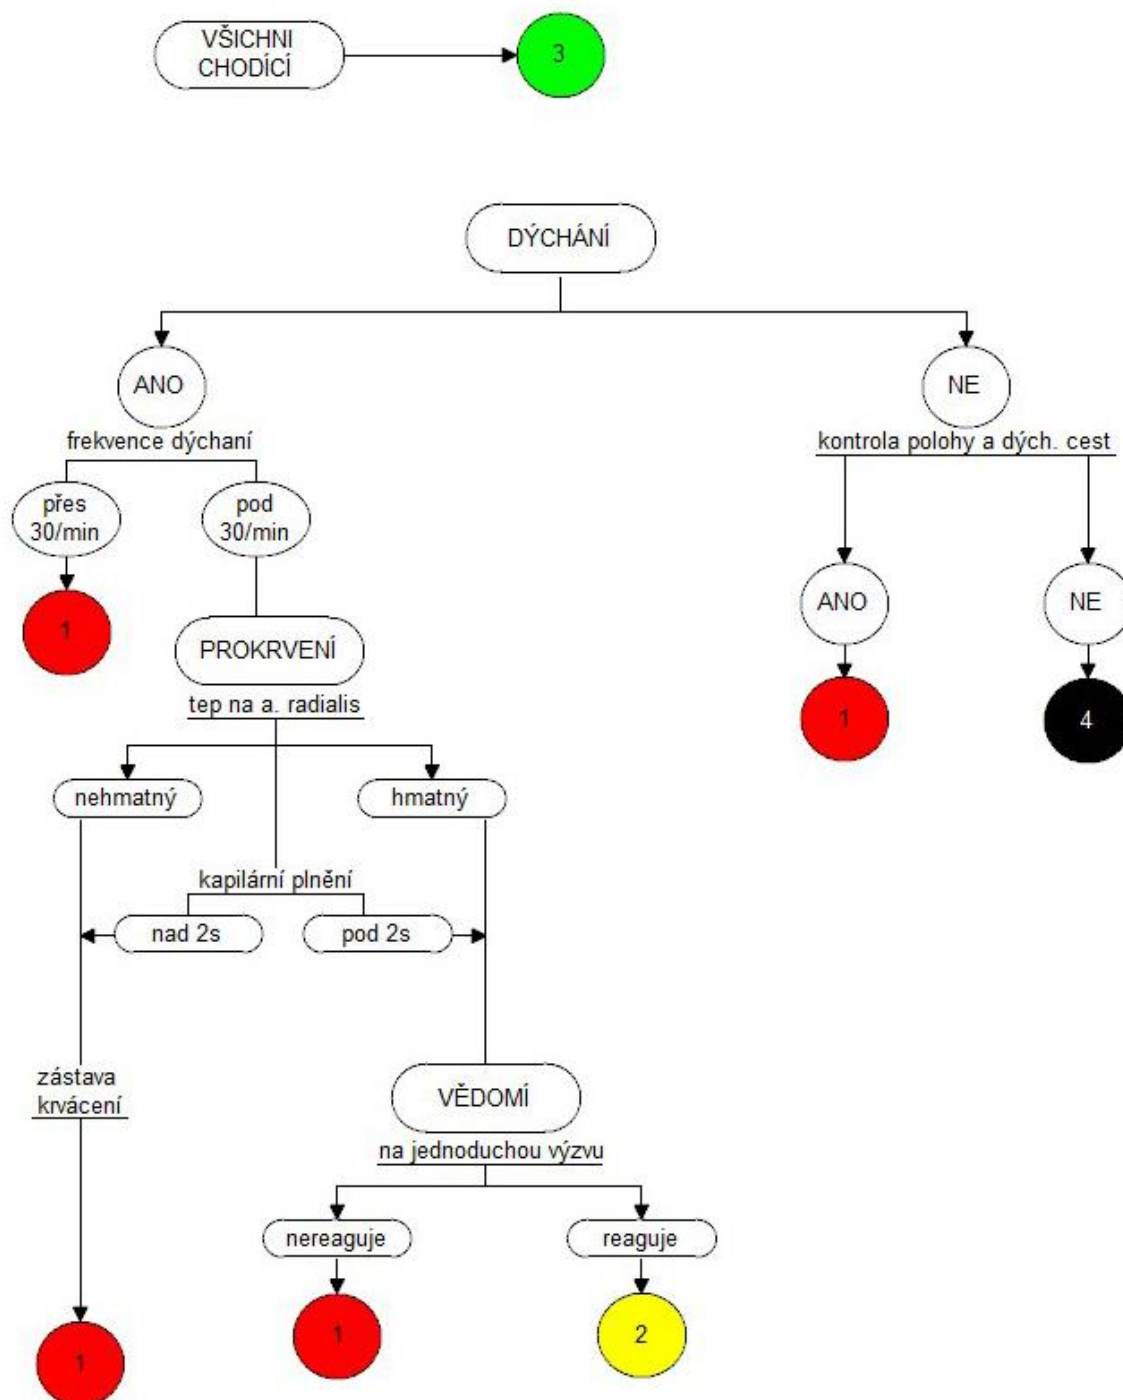 VŠICHNI
CHODÍCÍ
3
DÝCHÁNÍ
ANO
NE
frekvence dýchaní
kontrola polohy a dých. cest
přes
30/min
pod
30/min
ANO
NE
1
PROKRVENÍ
1
4
tep na a. radialis
nehmatný
hmatný
kapilární plnění
nad 2s
pod 2s
zástava
krvácení
VĚDOMÍ
na jednoduchou výzvu
nereaguje
reaguje
1
1
2